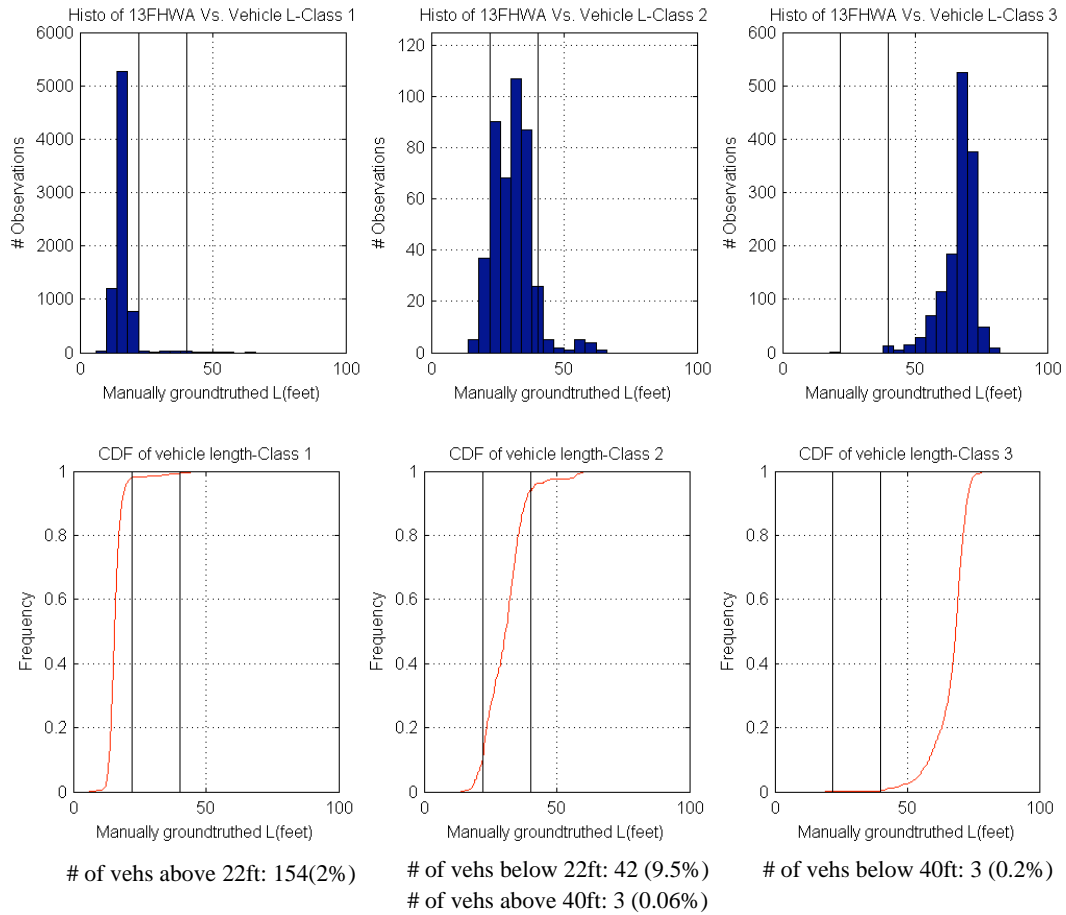 Histo of 13FHWA Vs. Vehicle L-Class 1
6000
5000
4000
3000
2000
1000
0
# Observations
0 50 100
Manually groundtruthed L(feet)
Histo of 13FHWA Vs. Vehicle L-Class 2
120
100
80
60
40
20
0
# Observations
0 50 100
Manually groundtruthed L(feet)
Histo of 13FHWA Vs. Vehicle L-Class 3
600
500
400
300
200
100
0
# Observations
0 50 100
Manually groundtruthed L(feet)
CDF of vehicle length-Class 1
1
0.8
0.6
0.4
0.2
0
Frequency
0 50 100
Manually groundtruthed L(feet)
# of vehs above 22ft: 154(2%)
CDF of vehicle length-Class 2
1
0.8
0.6
0.4
0.2
0
Frequency
0 50 100
Manually groundtruthed L(feet)
# of vehs below 22ft: 42 (9.5%)
# of vehs above 40ft: 3 (0.06%)
CDF of vehicle length-Class 3
1
0.8
0.6
0.4
0.2
0
Frequency
0 50 100
Manually groundtruthed L(feet)
# of vehs below 40ft: 3 (0.2%)